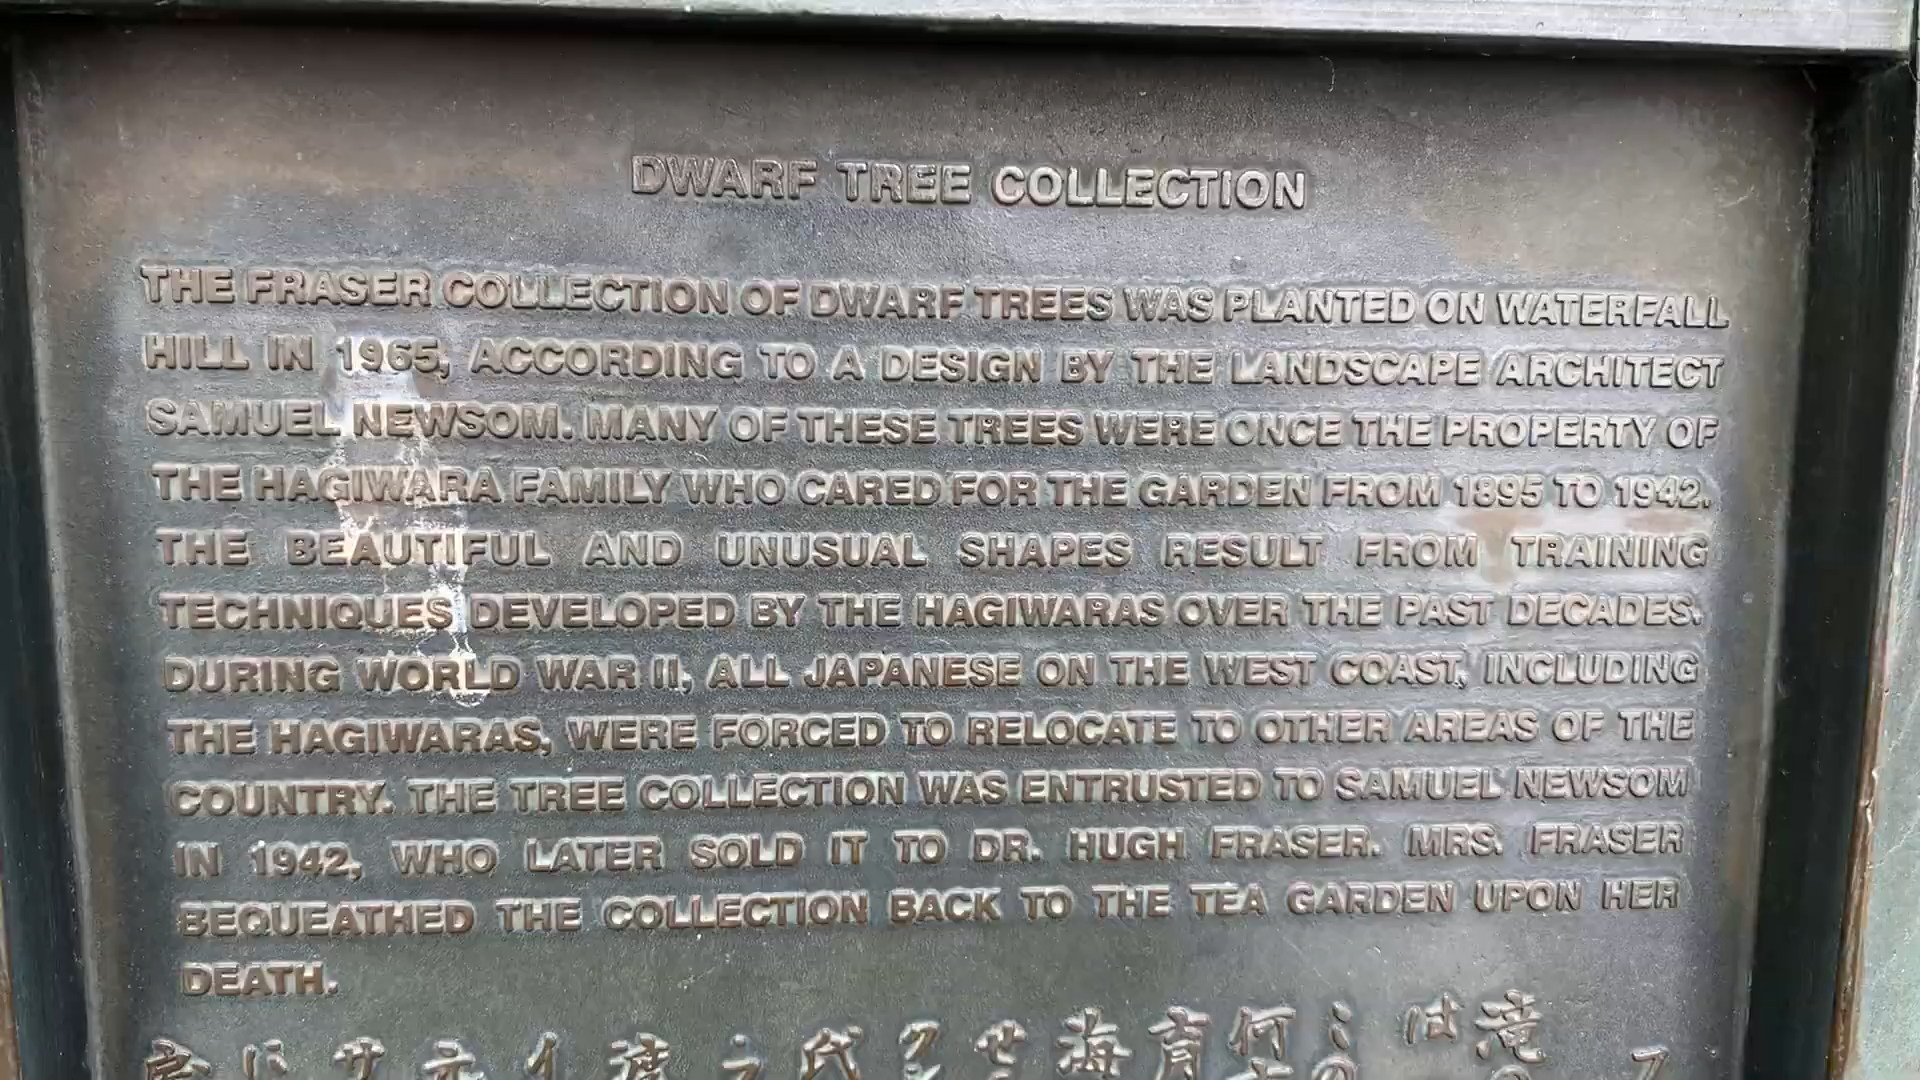 DWARF TREE COLLECTION
THE FRASER COLLECTION OF DWARF TREES WAS PLANTED ON WATERFALL
HILL IN 1965, ACCORDING TO A DESIGN BY THE LANDSCAPE ARCHITECT
SAMUEL NEWSOM. MANY OF THESE TREES WERE ONCE THE PROPERTY OF
THE HAGIWARA FAMILY WHO CARED FOR THE GARDEN FROM 1895 TO 1942.
THE BEAUTIFUL AND UNUSUAL SHAPES RESULT FROM TRAINING
TECHNIQUES DEVELOPED BY THE HAGIWARAS OVER THE PAST DECADES.
DURING WORLD WAR II, ALL JAPANESE ON THE WEST COAST, INCLUDING
THE HAGIWARAS, WERE FORCED TO RELOCATE TO OTHER AREAS OF THE
COUNTRY. THE TREE COLLECTION WAS ENTRUSTED TO SAMUEL NEWSOM
IN 1942, WHO LATER SOLD IT TO DR. HUGH FRASER. MRS. FRASER
BEQUEATHED THE COLLECTION BACK TO THE TEA GARDEN UPON HER
DEATH.